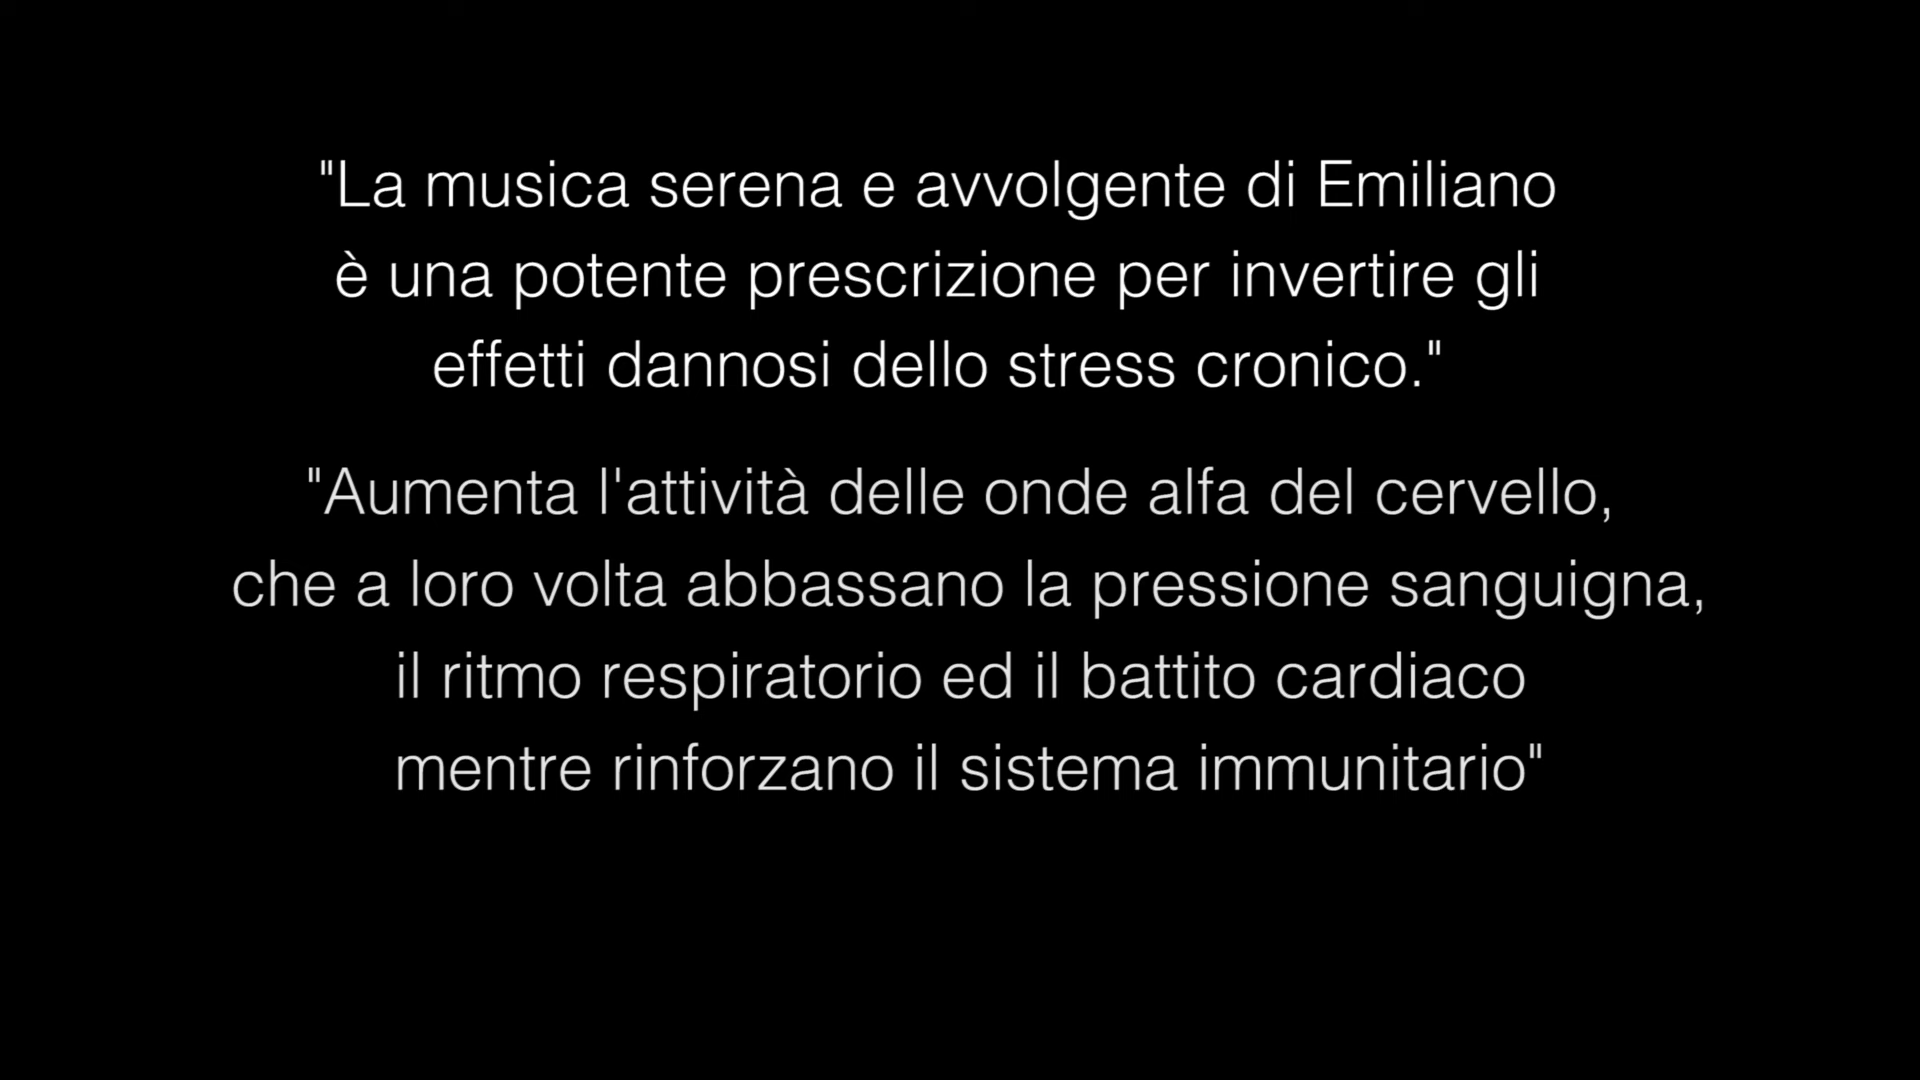 "La musica serena e avvolgente di Emiliano
è una potente prescrizione per invertire gli
effetti dannosi dello stress cronico."
"Aumenta l'attività delle onde alfa del cervello,
che a loro volta abbassano la pressione sanguigna,
il ritmo respiratorio ed il battito cardiaco
mentre rinforzano il sistema immunitario"